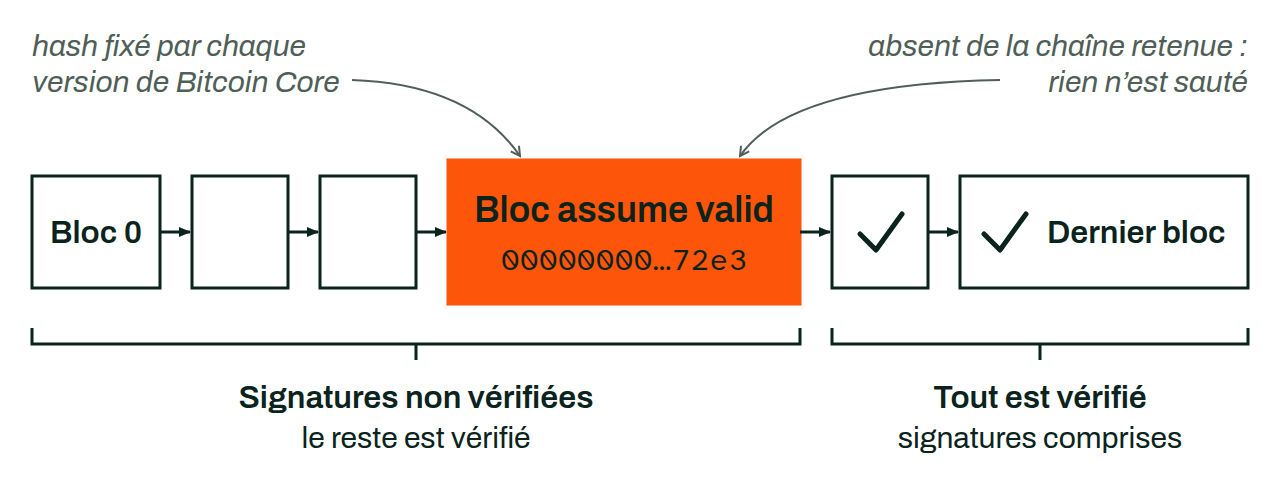 hash fixé par chaque
version de Bitcoin Core
absent de la chaîne retenue :
rien n’est sauté
Bloc 0
Bloc assume valid
00000000…72e3
Dernier bloc
Signatures non vérifiées
le reste est vérifié
Tout est vérifié
signatures comprises